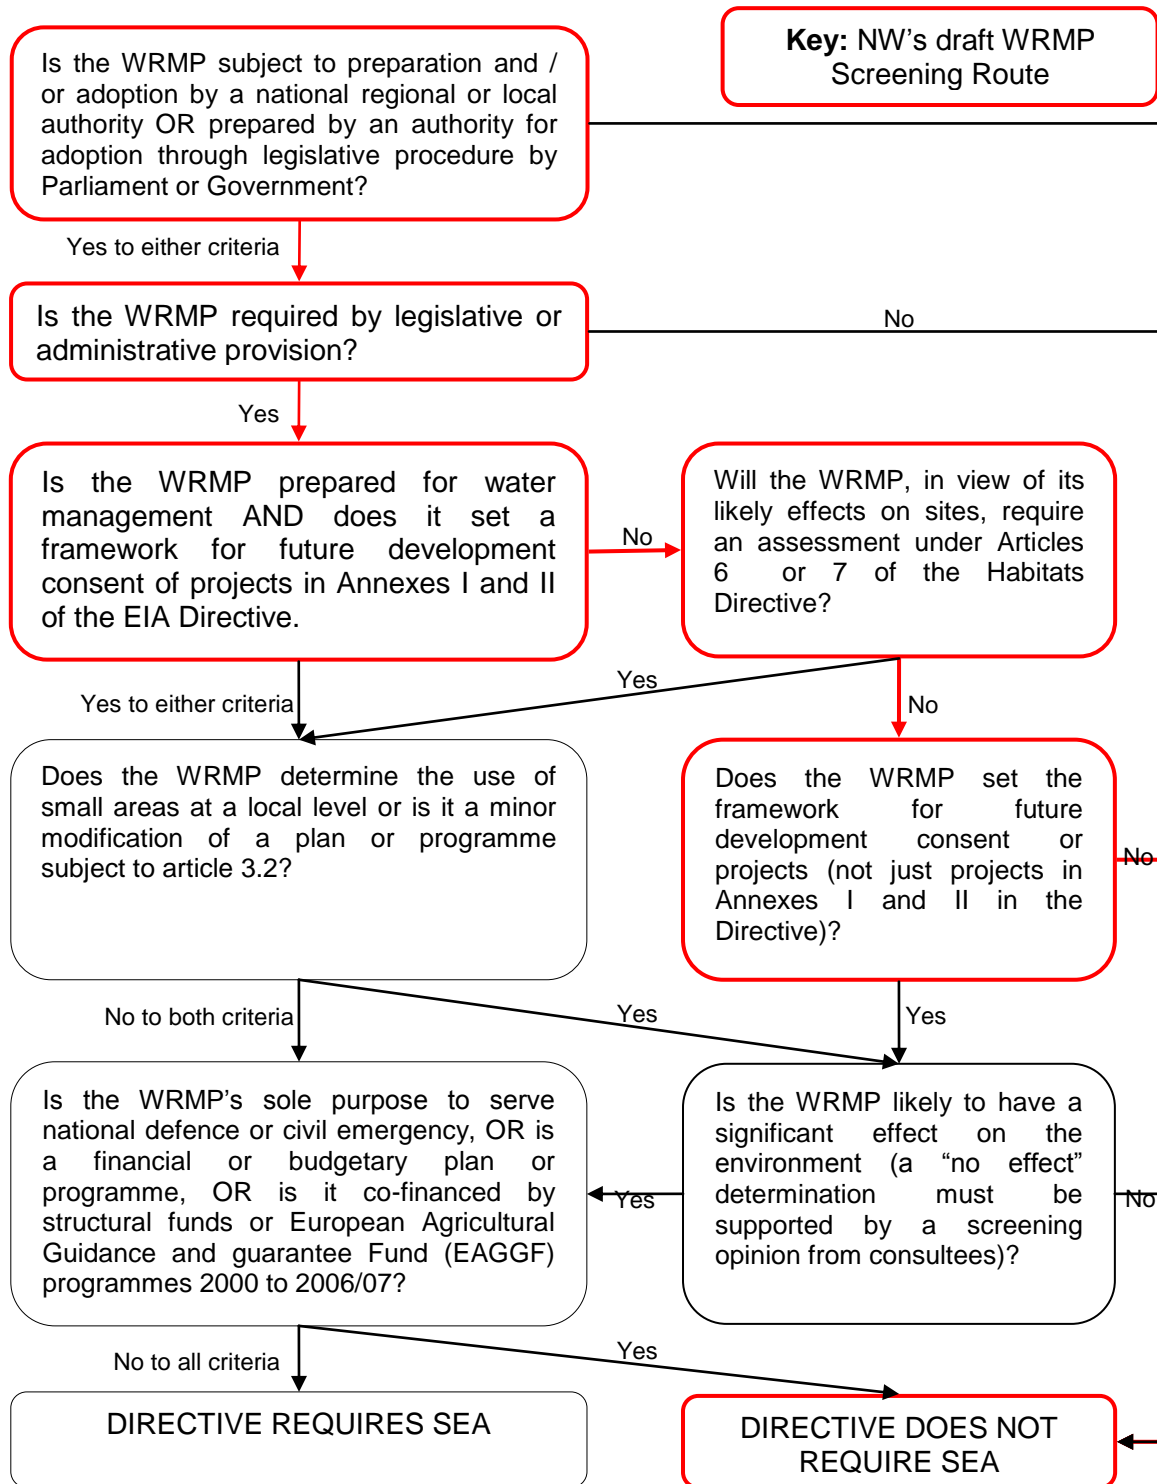 Key: NW's draft WRMP
Screening Route
Is the WRMP subject to preparation and /
or adoption by a national regional or local
authority OR prepared by an authority for
adoption through legislative procedure by
Parliament or Government?
Yes to either criteria
Is the WRMP required by legislative or
administrative provision?
No
Yes
Is the WRMP prepared for water
management AND does it set a
framework for future development
consent of projects in Annexes I and II
of the EIA Directive.
No
Will the WRMP, in view of its
likely effects on sites, require
an assessment under Articles
6 or 7 of the Habitats
Directive?
Yes to either criteria
Yes
No
Does the WRMP determine the use of
small areas at a local level or is it a minor
modification of a plan or programme
subject to article 3.2?
Does the WRMP set the
framework for future
development consent or
projects (not just projects in
Annexes I and II in the
Directive)?
No
No to both criteria
Yes
Yes
Is the WRMP's sole purpose to serve
national defence or civil emergency, OR is
a financial or budgetary plan or
programme, OR is it co-financed by
structural funds or European Agricultural
Guidance and guarantee Fund (EAGGF)
programmes 2000 to 2006/07?
Yes
Is the WRMP likely to have a
significant effect on the
environment (a “no effect”
determination must be
supported by a screening
opinion from consultees)?
No
No to all criteria
Yes
DIRECTIVE REQUIRES SEA
DIRECTIVE DOES NOT
REQUIRE SEA